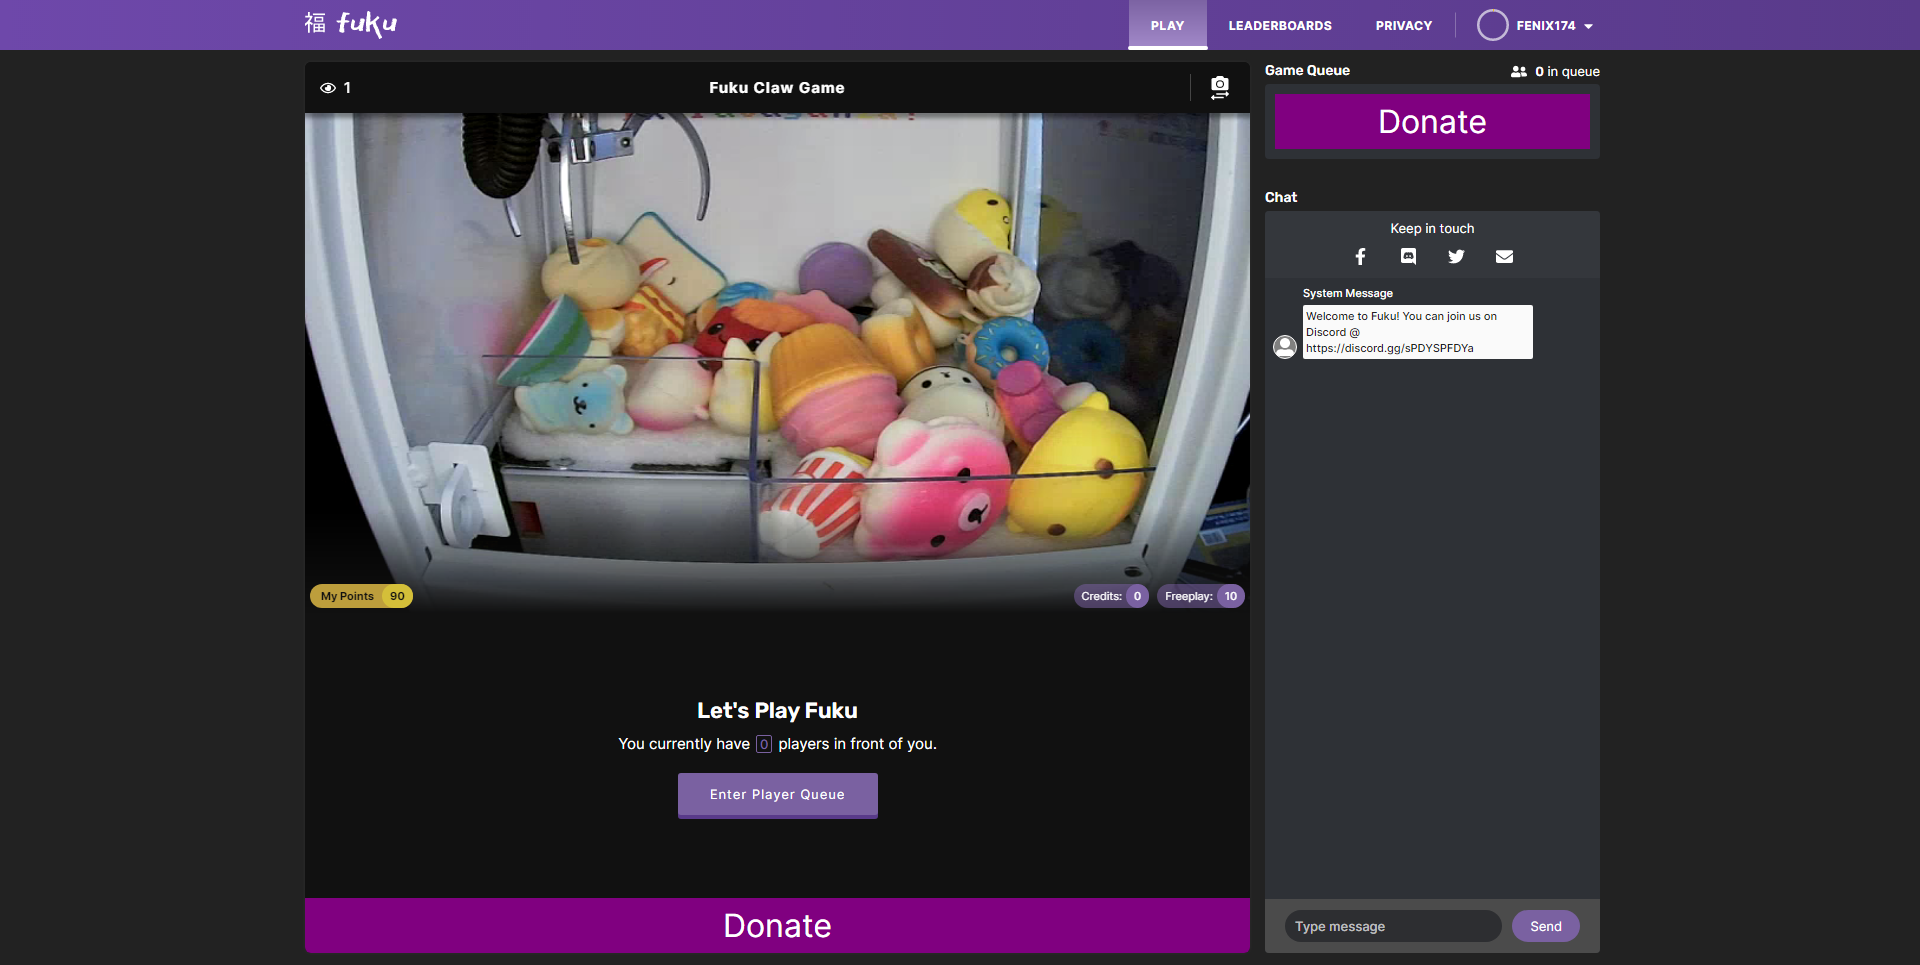 福 fuku
PLAY
LEADERBOARDS
PRIVACY
FENIX174
1
Fuku Claw Game
My Points 90
Credits: 0
Freeplay: 10
Let's Play Fuku
You currently have 0 players in front of you.
Enter Player Queue
Donate
Game Queue
0 in queue
Donate
Chat
Keep in touch
System Message
Welcome to Fuku! You can join us on
Discord @
https://discord.gg/sPDYSPFDYa
Type message
Send